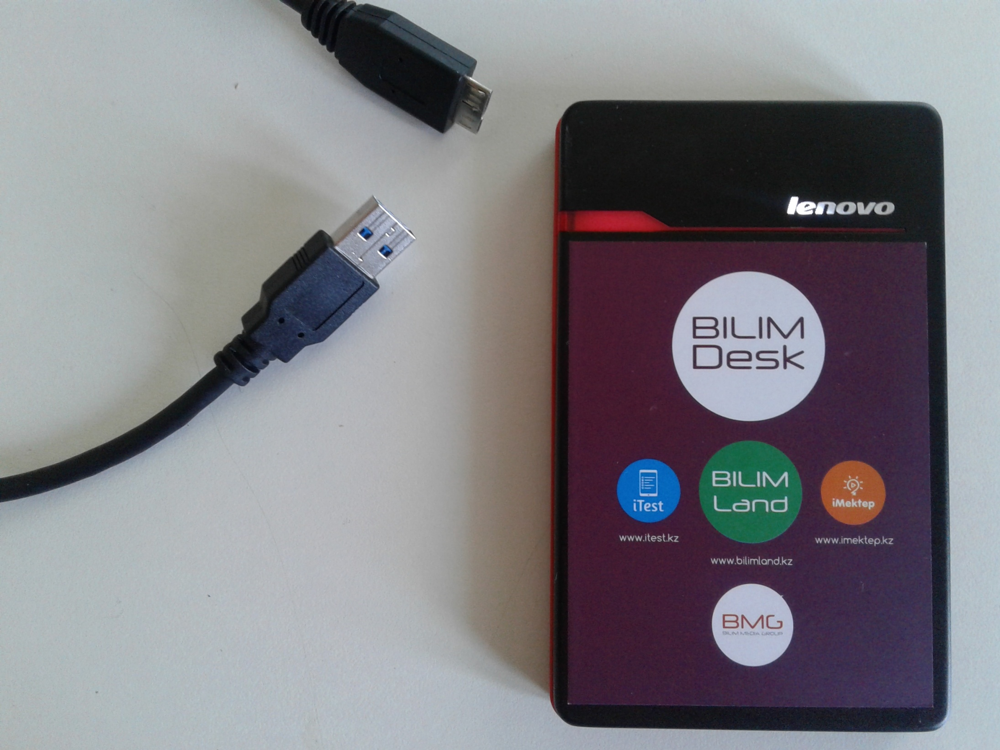 lenovo
BILIM
Desk
iTest
BILIM
Land
iMektep
www.itest.kz
www.imektep.kz
www.bilimland.kz
BMG
BILIM MEDIA GROUP